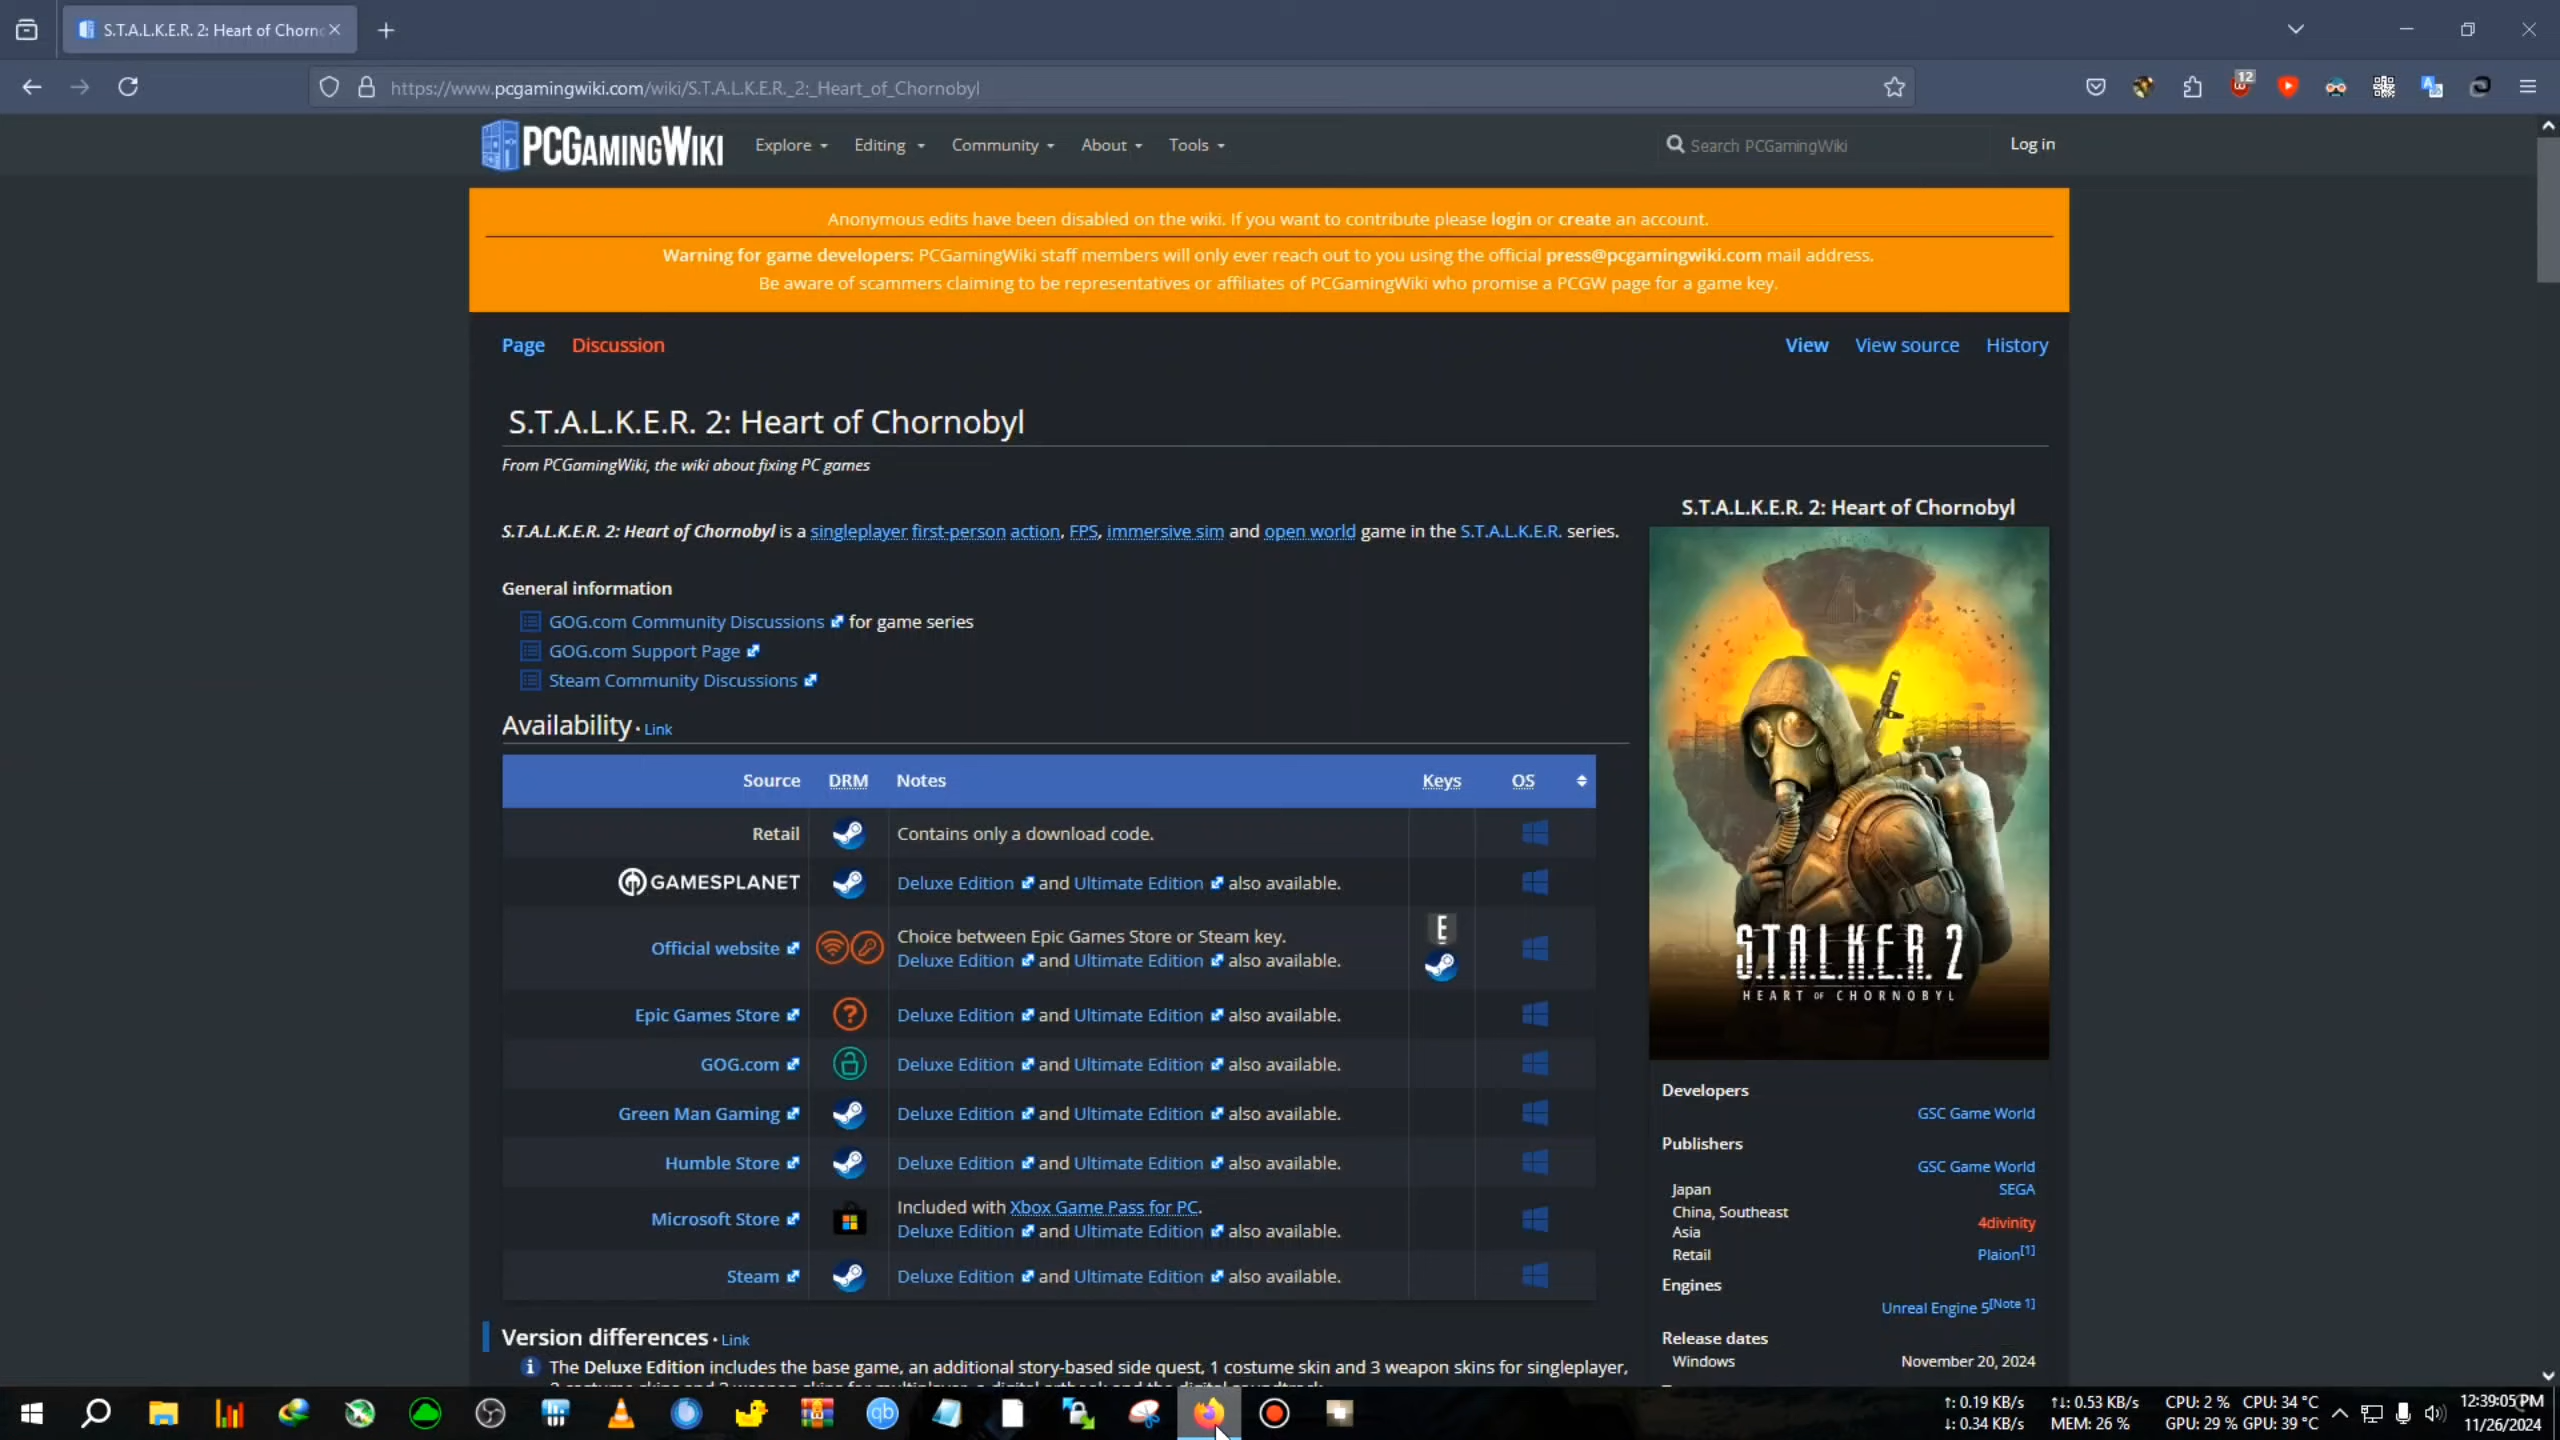 S.T.A.L.K.E.R. 2: Heart of Chorn
https://www.pcgamingwiki.com/wiki/S.T.A.L.K.E.R._2:_Heart_of_Chornobyl
12
PCGamingWiki
Explore
Editing
Community
About
Tools
Search PCGamingWiki
Log in
Anonymous edits have been disabled on the wiki. If you want to contribute please login or create an account.
Warning for game developers: PCGamingWiki staff members will only ever reach out to you using the official press@pcgamingwiki.com mail address.
Be aware of scammers claiming to be representatives or affiliates of PCGamingWiki who promise a PCGW page for a game key.
Page Discussion
View View source History
S.T.A.L.K.E.R. 2: Heart of Chornobyl
From PCGamingWiki, the wiki about fixing PC games
S.T.A.L.K.E.R. 2: Heart of Chornobyl is a singleplayer first-person action, FPS, immersive sim and open world game in the S.T.A.L.K.E.R. series.
General information
GOG.com Community Discussions for game series
GOG.com Support Page
Steam Community Discussions
Availability · Link
Source DRM Notes Keys OS
Retail Contains only a download code.
GAMESPLANET Deluxe Edition and Ultimate Edition also available.
Official website Choice between Epic Games Store or Steam key.
Deluxe Edition and Ultimate Edition also available.
Epic Games Store Deluxe Edition and Ultimate Edition also available.
GOG.com Deluxe Edition and Ultimate Edition also available.
Green Man Gaming Deluxe Edition and Ultimate Edition also available.
Humble Store Deluxe Edition and Ultimate Edition also available.
Microsoft Store Included with Xbox Game Pass for PC.
Deluxe Edition and Ultimate Edition also available.
Steam Deluxe Edition and Ultimate Edition also available.
Version differences · Link
The Deluxe Edition includes the base game, an additional story-based side quest, 1 costume skin and 3 weapon skins for singleplayer,
S.T.A.L.K.E.R. 2: Heart of Chornobyl
S.T.A.L.K.E.R. 2
HEART OF CHORNOBYL
Developers
GSC Game World
Publishers
GSC Game World
Japan SEGA
China, Southeast Asia 4divinity
Retail Plaion[1]
Engines
Unreal Engine 5[Note 1]
Release dates
Windows November 20, 2024
qb
↑: 0.19 KB/s ↑↓: 0.53 KB/s CPU: 2 % CPU: 34 °C
↓: 0.34 KB/s MEM: 26 % GPU: 29 % GPU: 39 °C
12:39:05 PM
11/26/2024